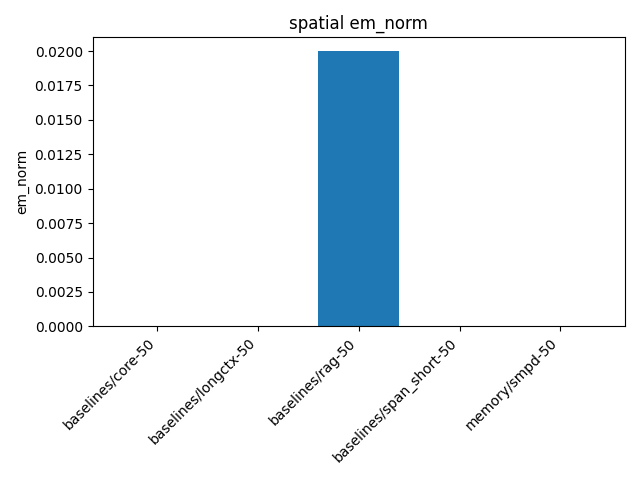 spatial em_norm
em_norm
0.0200
0.0175
0.0150
0.0125
0.0100
0.0075
0.0050
0.0025
0.0000
baselines/core-50
baselines/longctx-50
baselines/rag-50
baselines/span_short-50
memory/smpd-50